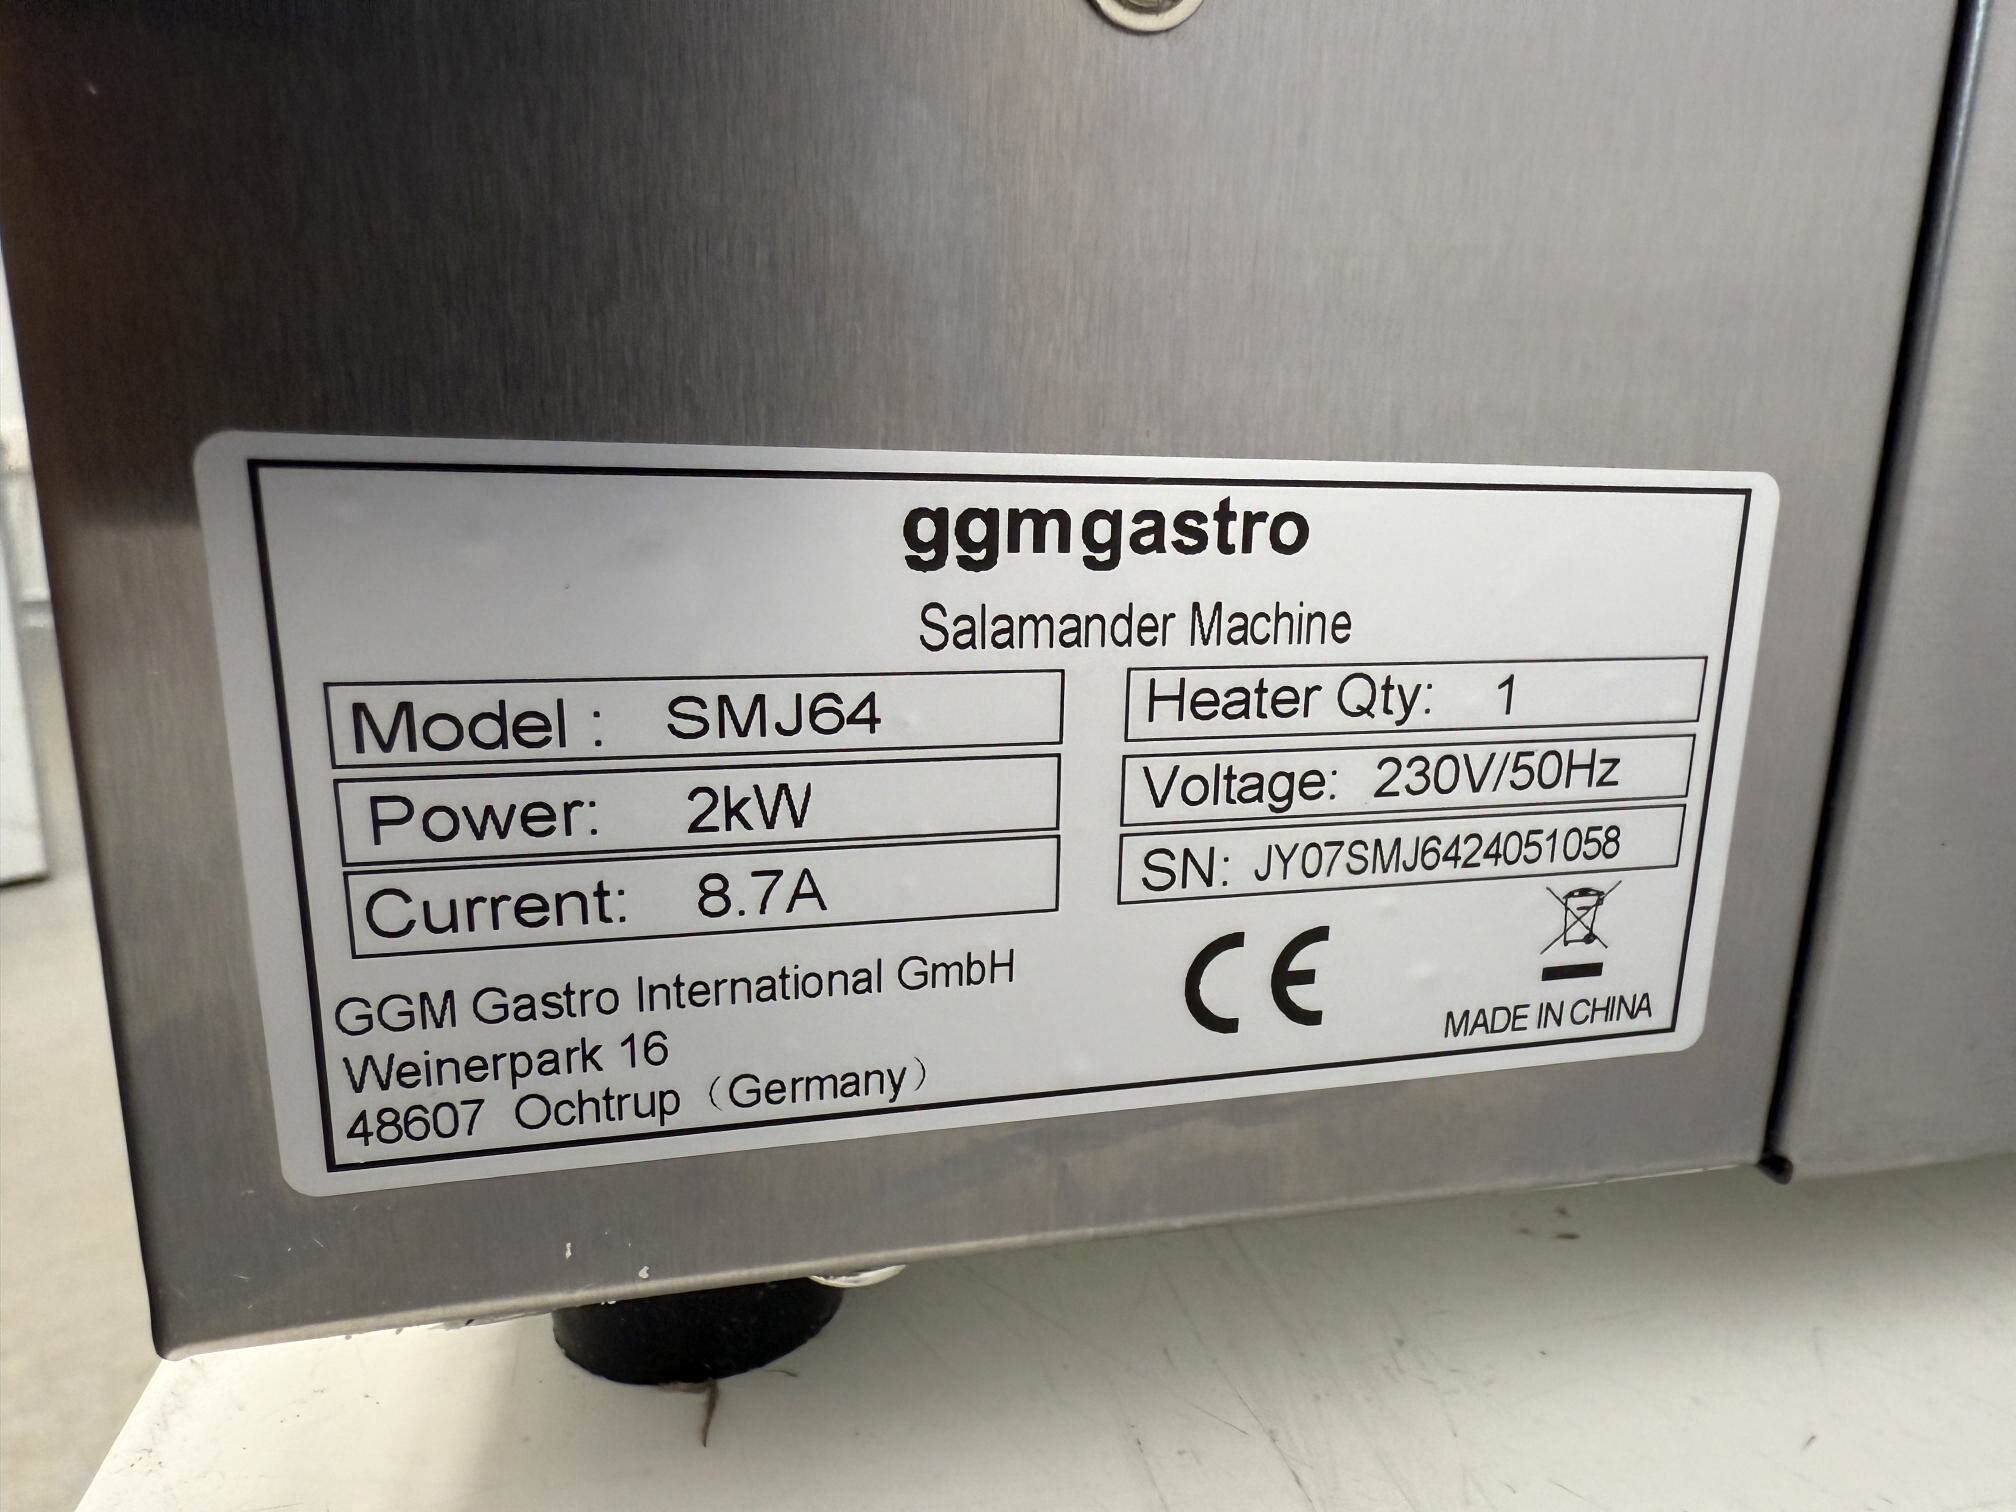 ggmgastro
Salamander Machine
Model : SMJ64
Power: 2kW
Current: 8.7A
Heater Qty: 1
Voltage: 230V/50Hz
SN: JY07SMJ6424051058
GGM Gastro International GmbH
Weinerpark 16
48607 Ochtrup (Germany)
CE
MADE IN CHINA